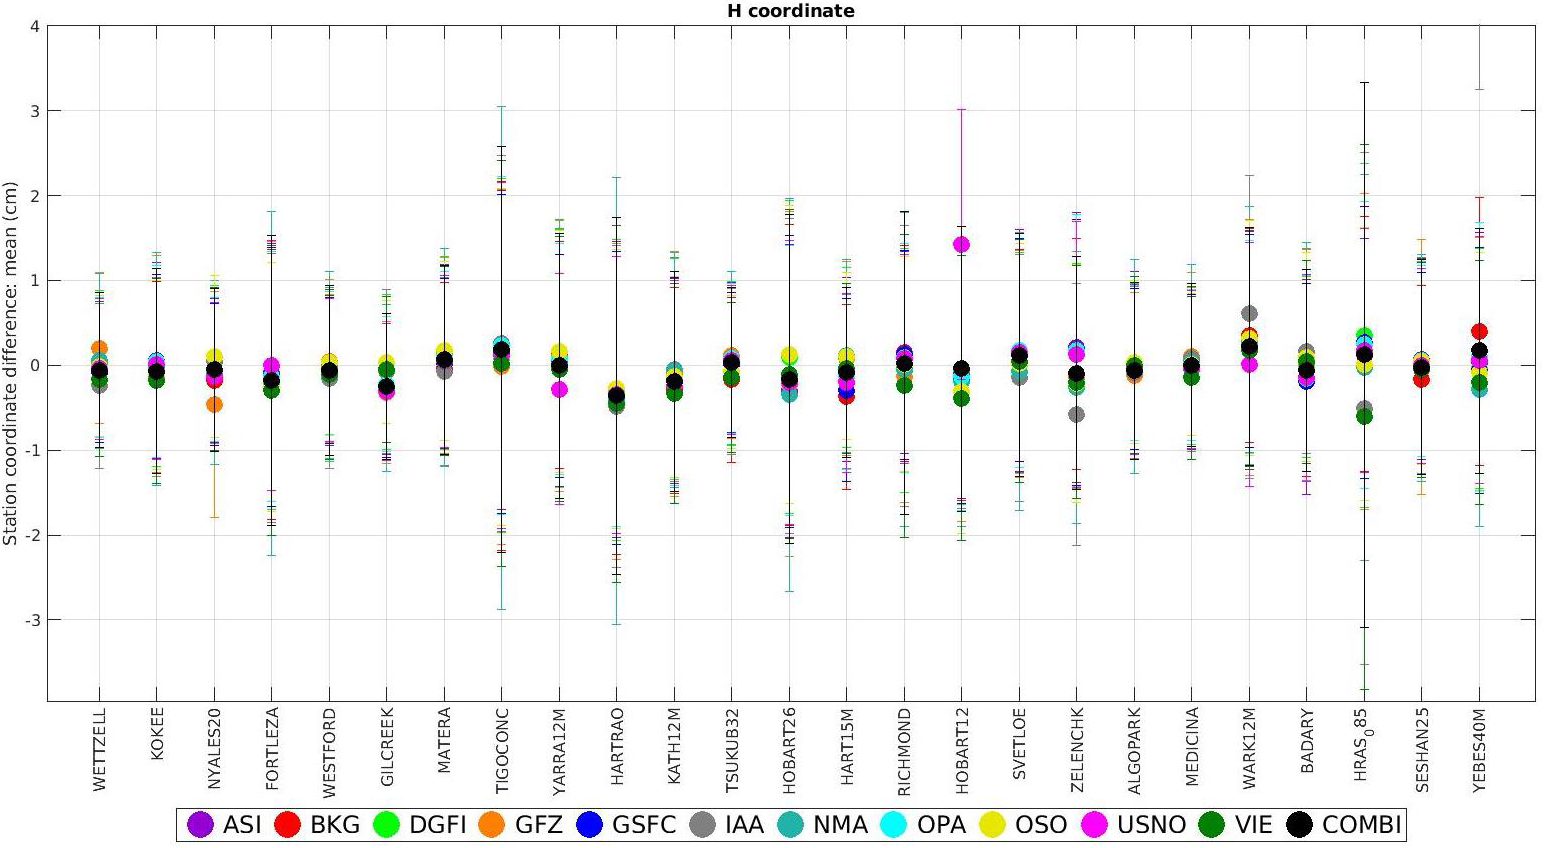 H coordinate
Station coordinate difference: mean (cm)
4
3
2
1
0
-1
-2
-3
WETTZELL
KOKEE
NYALES20
FORTLEZA
WESTFORD
GILCREEK
MATERA
TIGOCONC
YARRA12M
HARTRAO
KATH12M
TSUKUB32
HOBART26
HART15M
RICHMOND
HOBART12
SVETLOE
ZELENCHK
ALGOPARK
MEDICINA
WARK12M
BADARY
HRAS₀85
SESHAN25
YEBES40M
ASI BKG DGFI GFZ GSFC IAA NMA OPA OSO USNO VIE COMBI